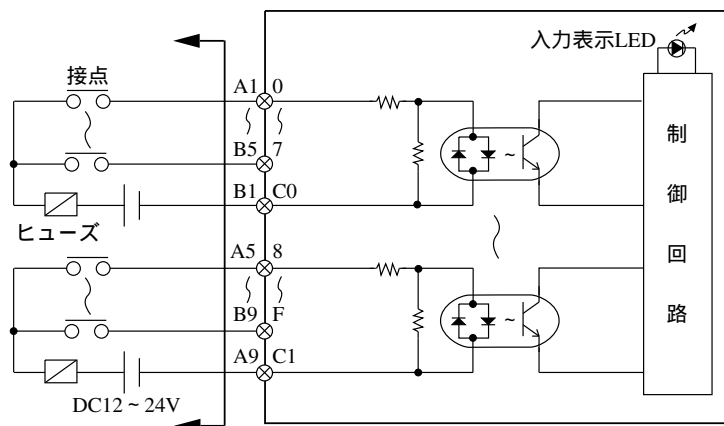 入力表示LED
接点
A1 0
B5 7
B1 C0
ヒューズ
A5 8
B9 F
A9 C1
DC12～24V
~
~
制御回路